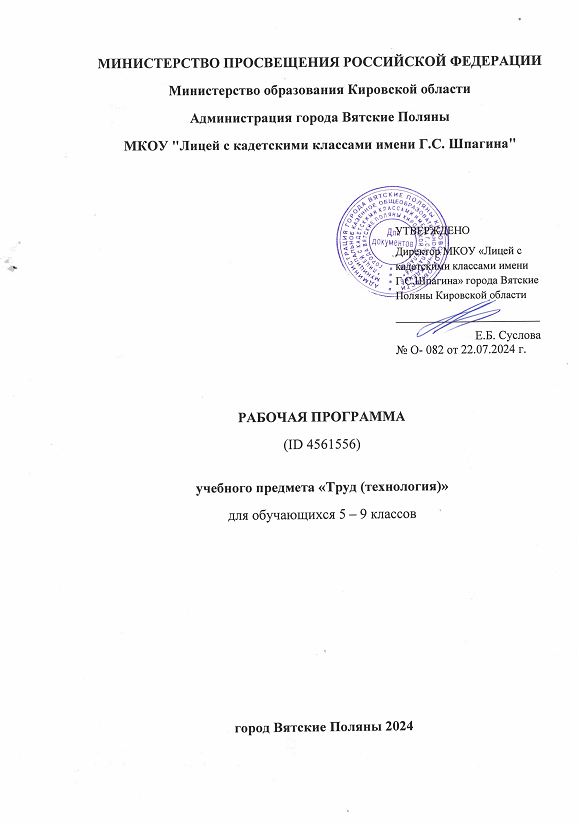 МИНИСТЕРСТВО ПРОСВЕЩЕНИЯ РОССИЙСКОЙ ФЕДЕРАЦИИ
Министерство образования Кировской области
Администрация города Вятские Поляны
МКОУ "Лицей с кадетскими классами имени Г.С. Шпагина"
Для
документов
УТВЕРЖДЕНО
Директор МКОУ «Лицей с
кадетскими классами имени
Г.С.Шпагина» города Вятские
Поляны Кировской области
Е.Б. Суслова
№ О- 082 от 22.07.2024 г.
РАБОЧАЯ ПРОГРАММА
(ID 4561556)
учебного предмета «Труд (технология)»
для обучающихся 5 – 9 классов
город Вятские Поляны 2024